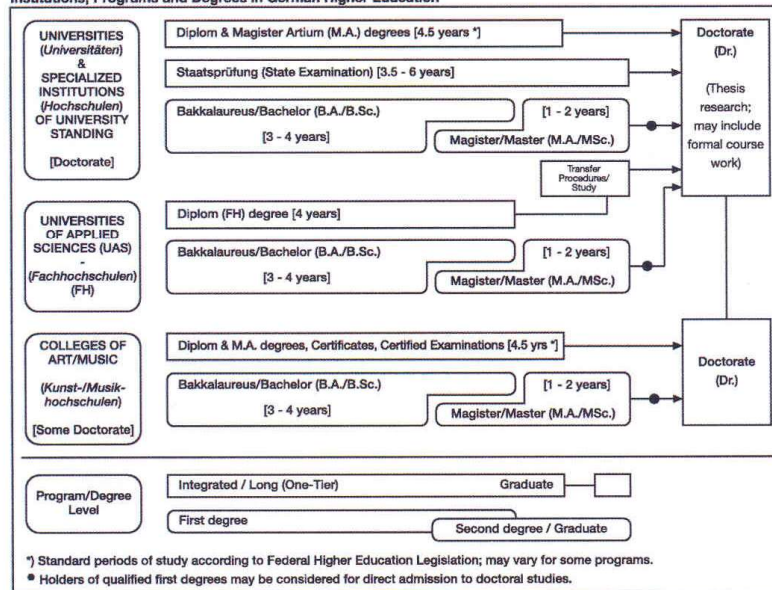 Institutions, Programs and Degrees in German Higher Education
UNIVERSITIES
(Universitäten)
&
SPECIALIZED
INSTITUTIONS
(Hochschulen)
OF UNIVERSITY
STANDING
[Doctorate]
Diplom & Magister Artium (M.A.) degrees [4.5 years *]
Staatsprüfung (State Examination) [3.5 - 6 years]
Bakkalaureus/Bachelor (B.A./B.Sc.)
[3 - 4 years]
[1 - 2 years]
Magister/Master (M.A./MSc.)
Doctorate
(Dr.)
(Thesis
research;
may include
formal course
work)
Transfer
Procedures/
Study
UNIVERSITIES
OF APPLIED
SCIENCES (UAS)
-
(Fachhochschulen)
(FH)
Diplom (FH) degree [4 years]
Bakkalaureus/Bachelor (B.A./B.Sc.)
[3 - 4 years]
[1 - 2 years]
Magister/Master (M.A./MSc.)
COLLEGES OF
ART/MUSIC
(Kunst-/Musik-
hochschulen)
[Some Doctorate]
Diplom & M.A. degrees, Certificates, Certified Examinations [4.5 yrs *]
Bakkalaureus/Bachelor (B.A./B.Sc.)
[3 - 4 years]
[1 - 2 years]
Magister/Master (M.A./MSc.)
Doctorate
(Dr.)
Program/Degree
Level
Integrated / Long (One-Tier) Graduate
First degree
Second degree / Graduate
*) Standard periods of study according to Federal Higher Education Legislation; may vary for some programs.
● Holders of qualified first degrees may be considered for direct admission to doctoral studies.